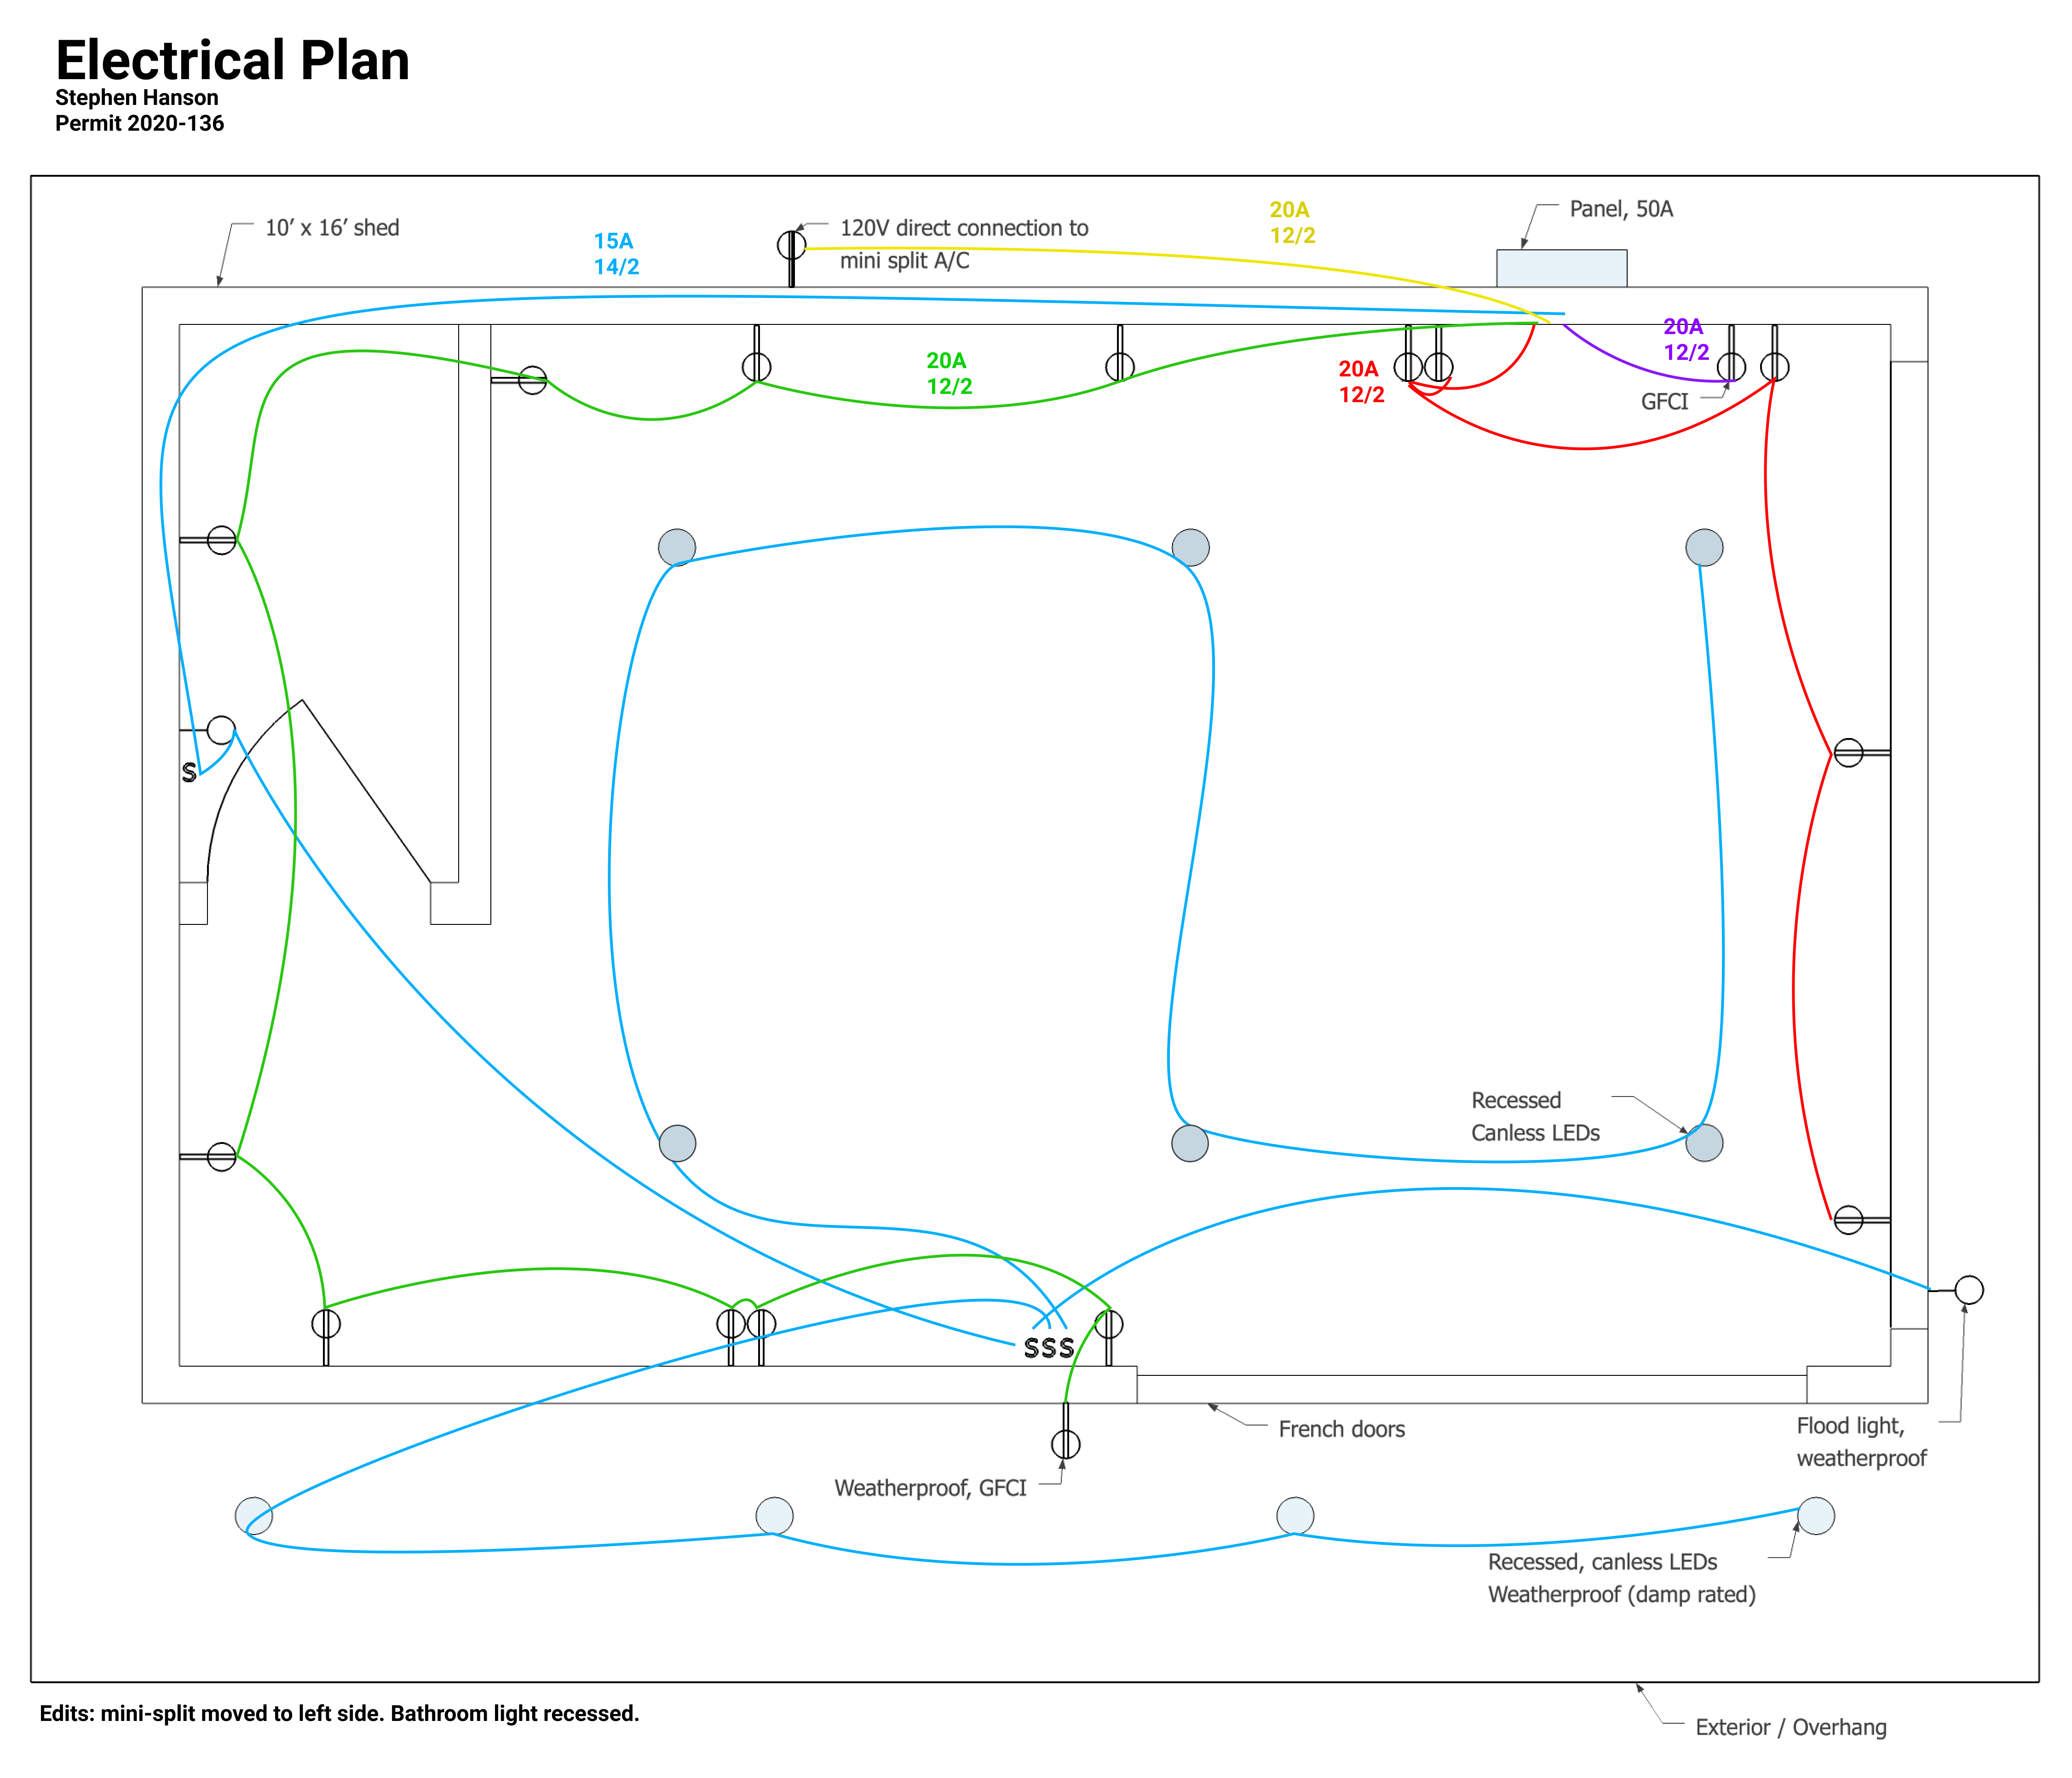 Electrical Plan
Stephen Hanson
Permit 2020-136
10’ x 16’ shed
15A
14/2
120V direct connection to
mini split A/C
20A
12/2
Panel, 50A
20A
12/2
20A
12/2
20A
12/2
GFCI
S
Recessed
Canless LEDs
SSS
French doors
Flood light,
weatherproof
Weatherproof, GFCI
Recessed, canless LEDs
Weatherproof (damp rated)
Edits: mini-split moved to left side. Bathroom light recessed.
Exterior / Overhang